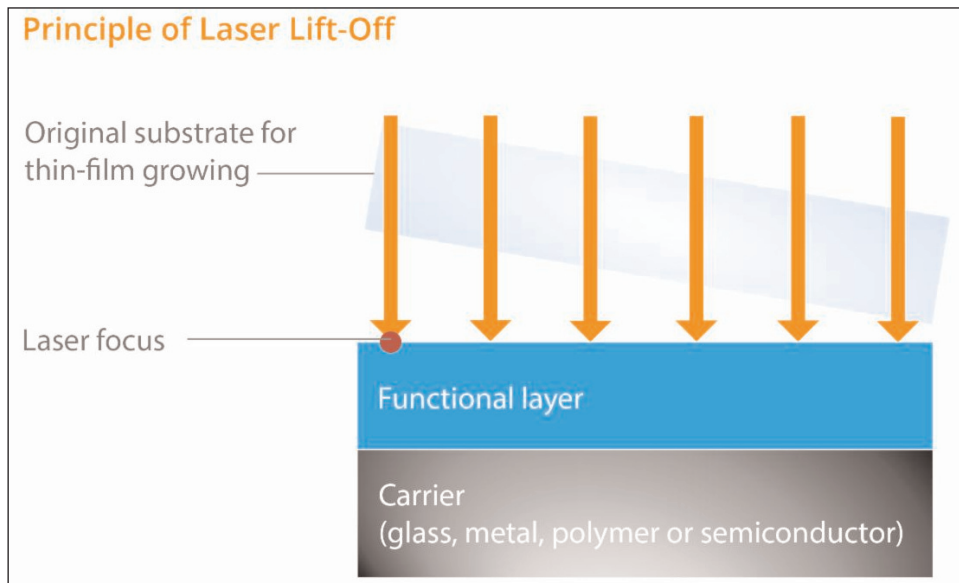 Principle of Laser Lift-Off
Original substrate for
thin-film growing
Laser focus
Functional layer
Carrier
(glass, metal, polymer or semiconductor)